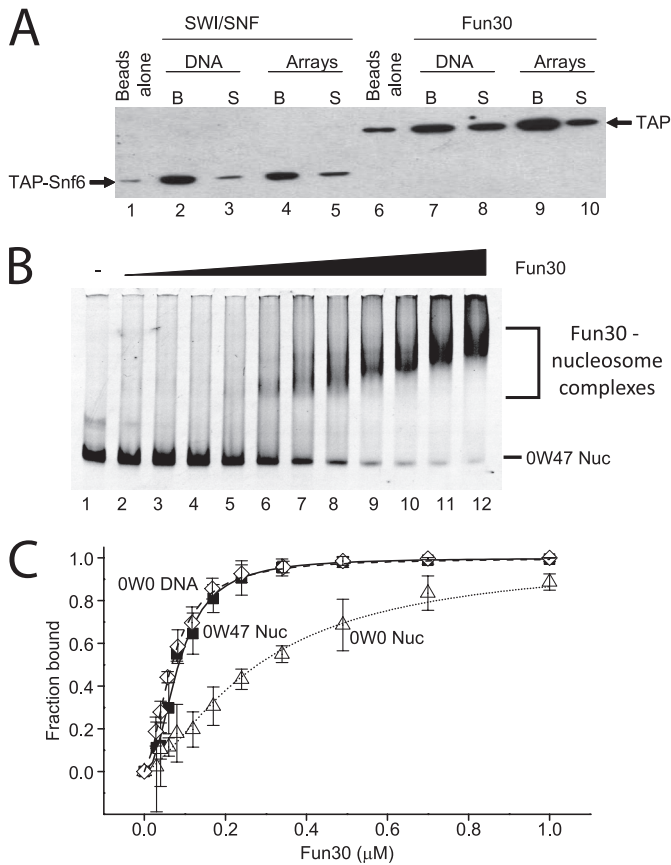 A
SWI/SNF
Fun30
Beads alone
DNA
Arrays
Beads alone
DNA
Arrays
B S B S B S B S
TAP
TAP-Snf6
1 2 3 4 5 6 7 8 9 10
B
-
Fun30
Fun30 -
nucleosome
complexes
0W47 Nuc
1 2 3 4 5 6 7 8 9 10 11 12
C
1.0
0W0 DNA
0.8
0W47 Nuc
0W0 Nuc
0.6
0.4
0.2
0.0
Fraction bound
0.0 0.2 0.4 0.6 0.8 1.0
Fun30 (μM)